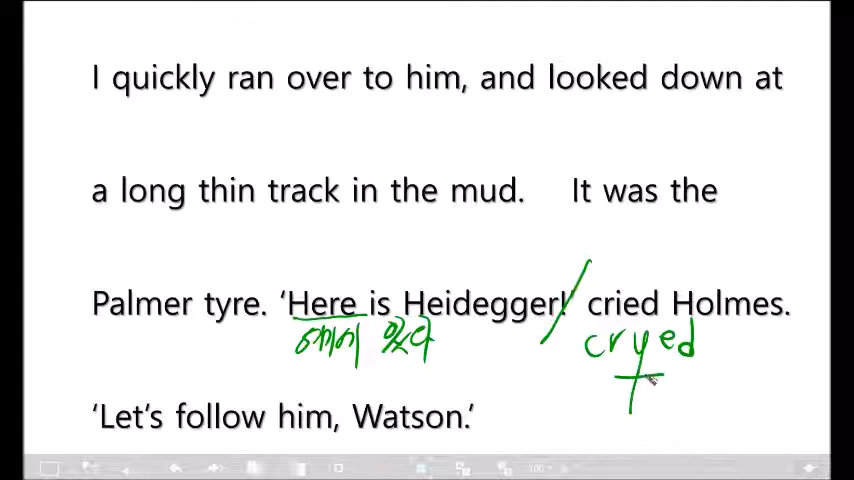 I quickly ran over to him, and looked down at
a long thin track in the mud. It was the
Palmer tyre. ‘Here is Heidegger!’ cried Holmes.
여기에 있다 cryed
‘Let’s follow him, Watson.’
100